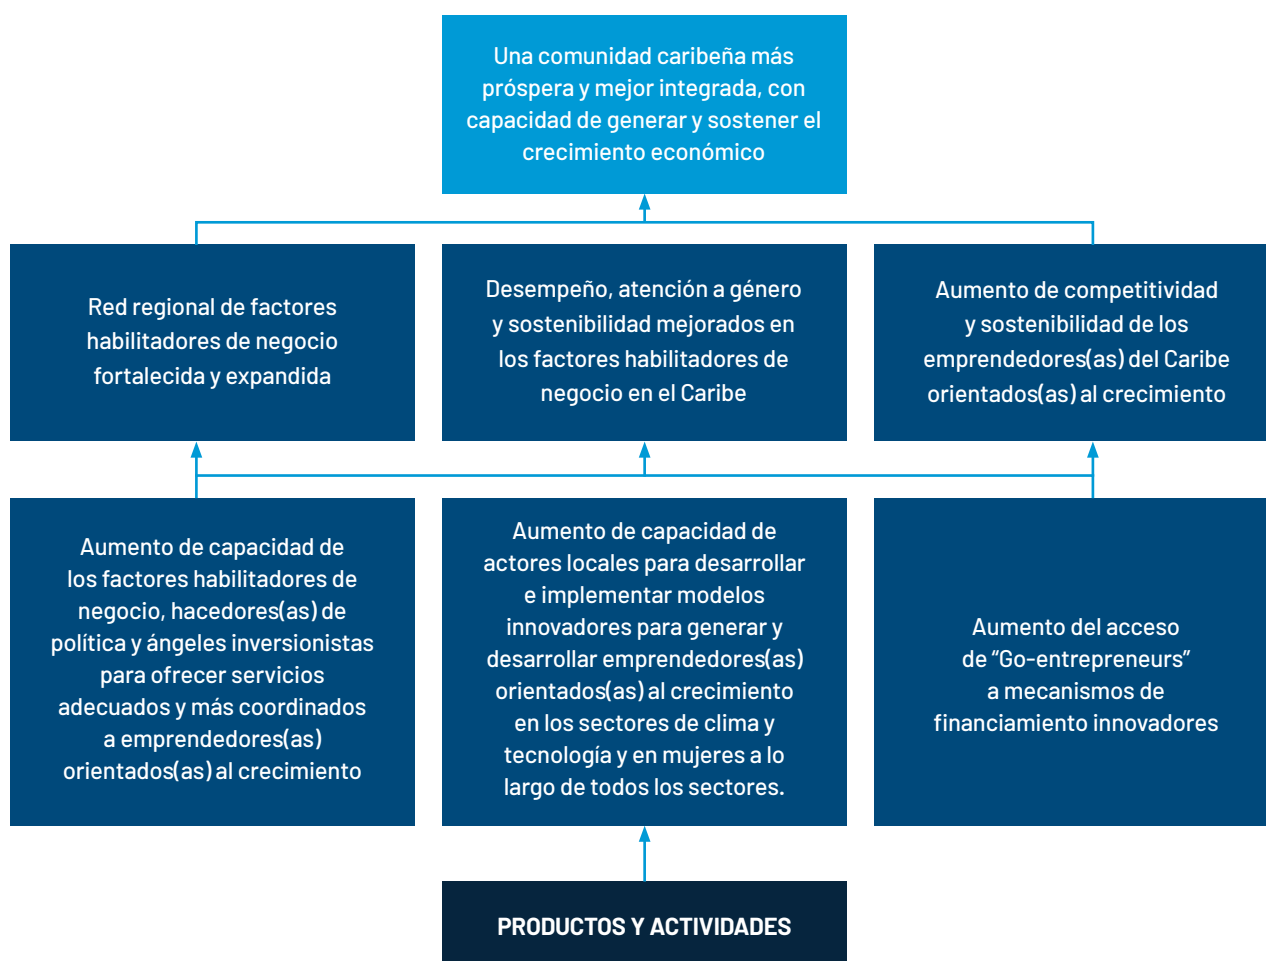 Una comunidad caribeña más
próspera y mejor integrada, con
capacidad de generar y sostener el
crecimiento económico
Red regional de factores
habilitadores de negocio
fortalecida y expandida
Desempeño, atención a género
y sostenibilidad mejorados en
los factores habilitadores de
negocio en el Caribe
Aumento de competitividad
y sostenibilidad de los
emprendedores(as) del Caribe
orientados(as) al crecimiento
Aumento de capacidad de
los factores habilitadores de
negocio, hacedores(as) de
política y ángeles inversionistas
para ofrecer servicios
adecuados y más coordinados
a emprendedores(as)
orientados(as) al crecimiento
Aumento de capacidad de
actores locales para desarrollar
e implementar modelos
innovadores para generar y
desarrollar emprendedores(as)
orientados(as) al crecimiento
en los sectores de clima y
tecnología y en mujeres a lo
largo de todos los sectores.
Aumento del acceso
de “Go-entrepreneurs”
a mecanismos de
financiamiento innovadores
PRODUCTOS Y ACTIVIDADES